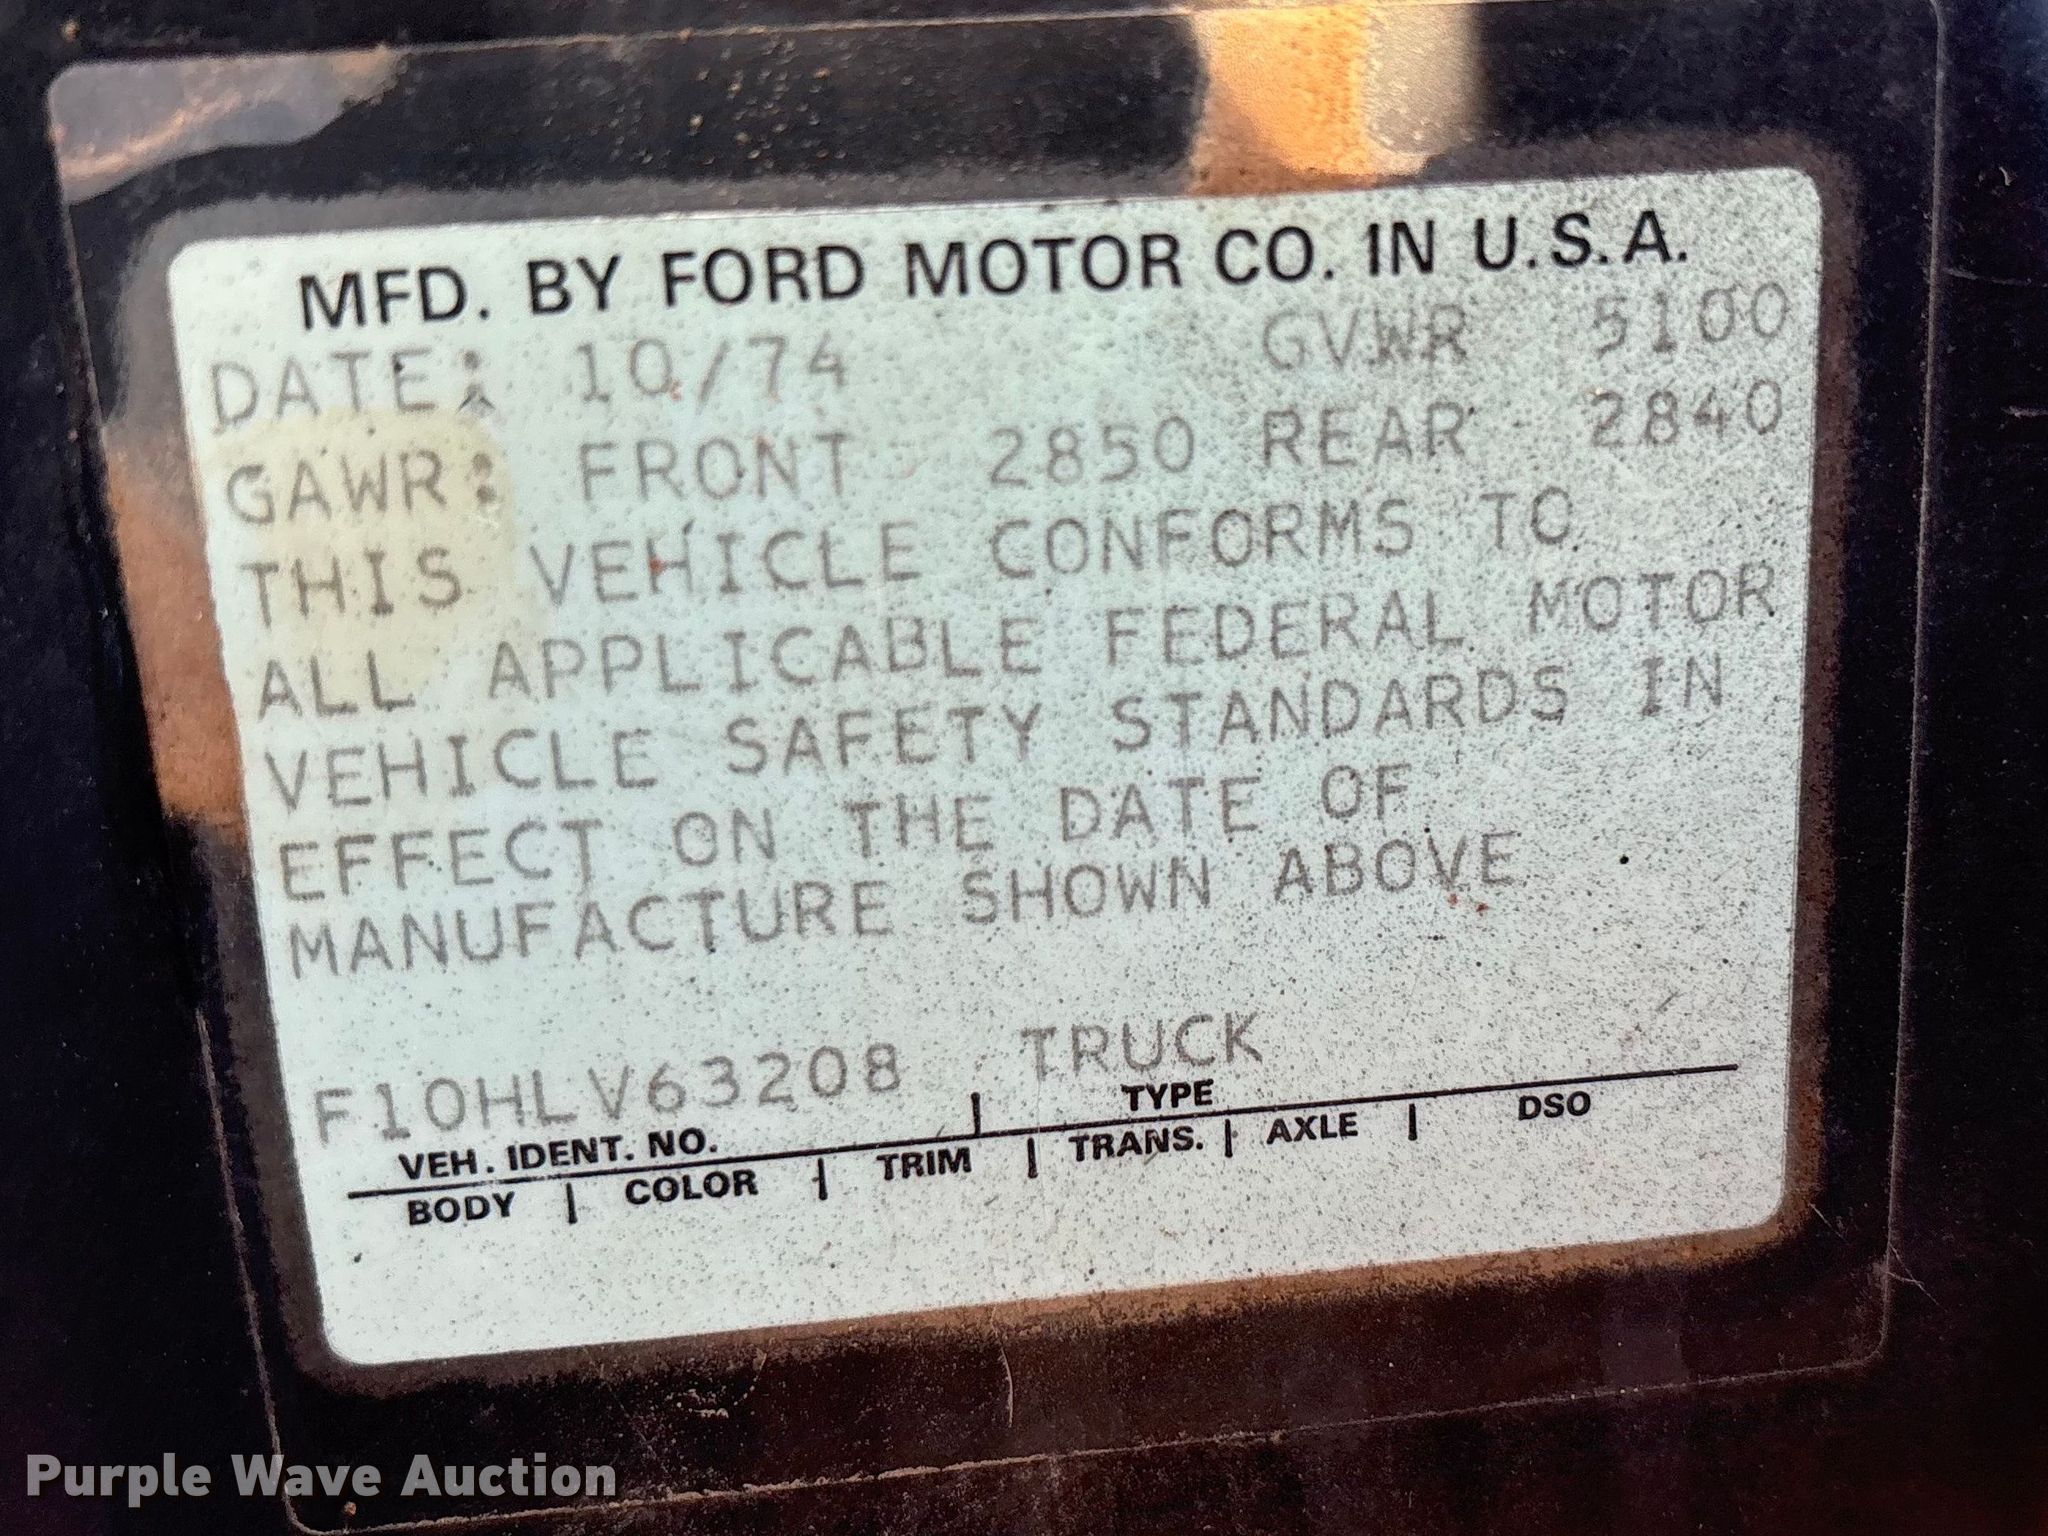 MFD. BY FORD MOTOR CO. IN U.S.A.
DATE: 10/74 GVWR 5100
GAWR: FRONT 2850 REAR 2840
THIS VEHICLE CONFORMS TO
ALL APPLICABLE FEDERAL MOTOR
VEHICLE SAFETY STANDARDS IN
EFFECT ON THE DATE OF
MANUFACTURE SHOWN ABOVE
F10HLV63208 TRUCK
VEH. IDENT. NO. | TYPE
BODY | COLOR | TRIM | TRANS. | AXLE | DSO
Purple Wave Auction